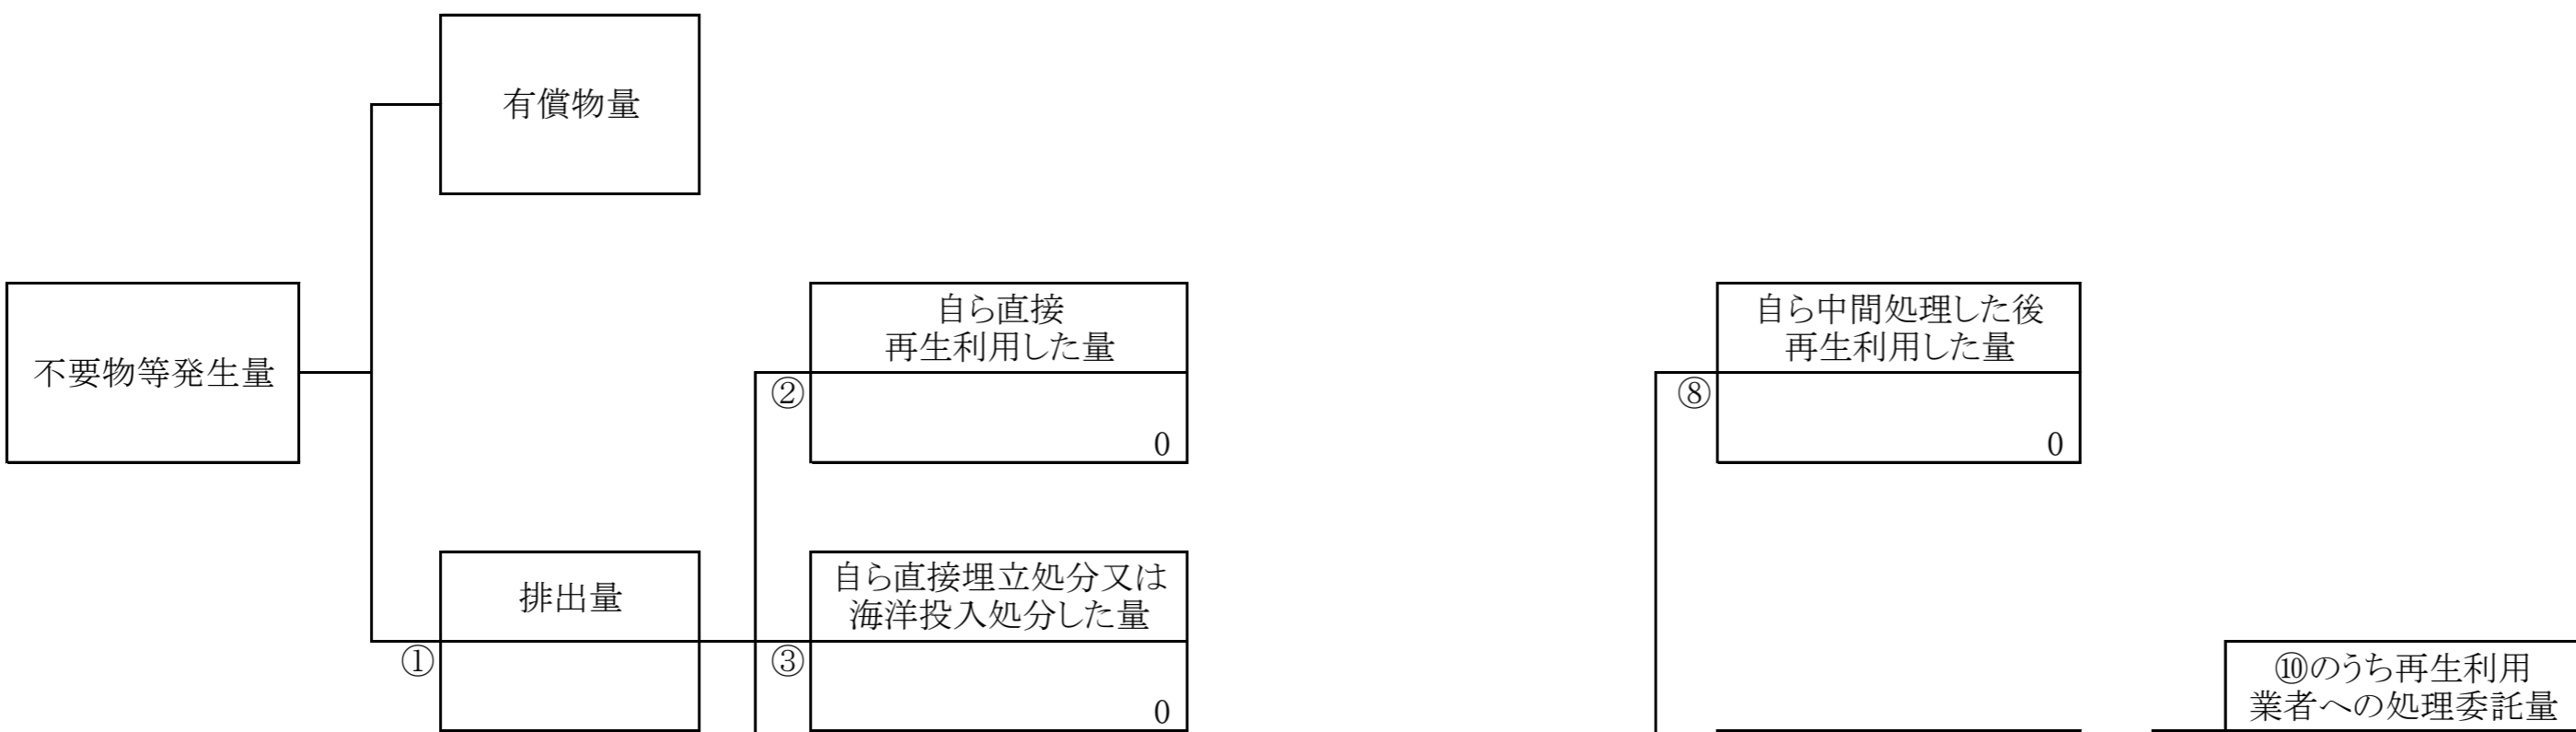 有償物量
不要物等発生量
自ら直接
再生利用した量
②
0
自ら中間処理した後
再生利用した量
⑧
0
排出量
①
自ら直接埋立処分又は
海洋投入処分した量
③
0
⑩のうち再生利用
業者への処理委託量